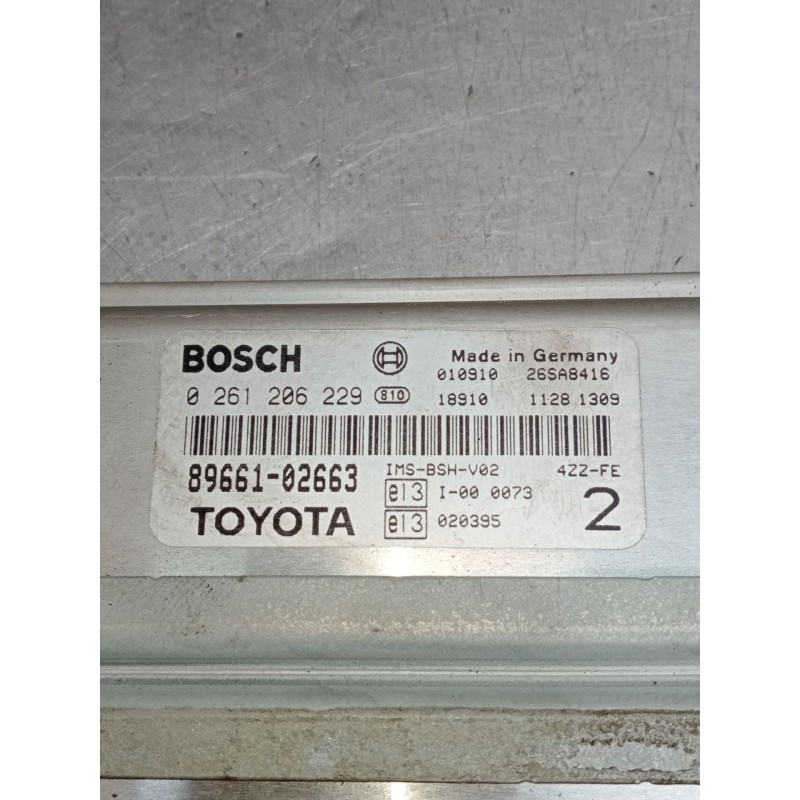 BOSCH Made in Germany
010910 26SA8416
0 261 206 229 810 18910 1128 1309
89661-02663 IMS-BSH-V02 4ZZ-FE
e13 I-00 0073
TOYOTA e13 020395 2